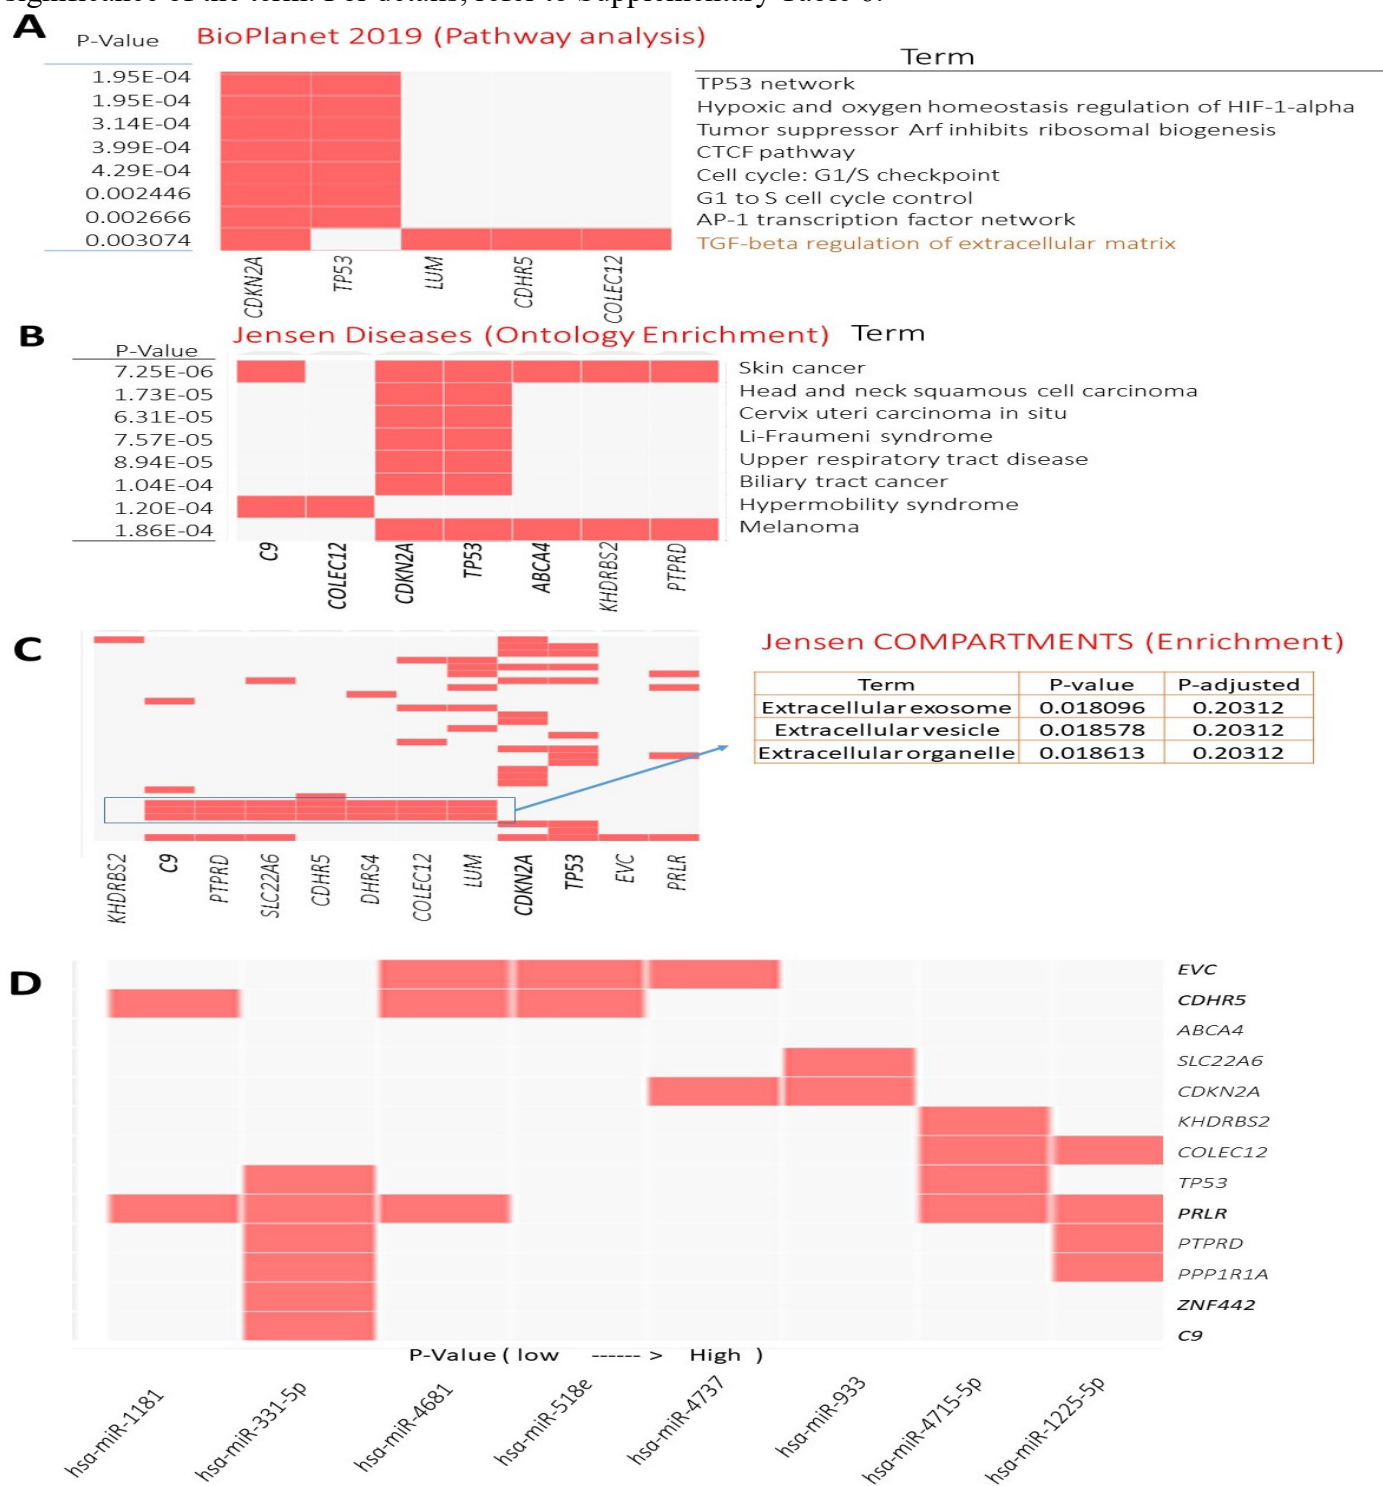 significance of the term. For details, refer to Supplementary Table 6.
A
P-Value
BioPlanet 2019 (Pathway analysis)
Term
1.95E-04 TP53 network
1.95E-04 Hypoxic and oxygen homeostasis regulation of HIF-1-alpha
3.14E-04 Tumor suppressor Arf inhibits ribosomal biogenesis
3.99E-04 CTCF pathway
4.29E-04 Cell cycle: G1/S checkpoint
0.002446 G1 to S cell cycle control
0.002666 AP-1 transcription factor network
0.003074 TGF-beta regulation of extracellular matrix
CDKN2A TP53 LUM CDHR5 COLEC12
B
Jensen Diseases (Ontology Enrichment) Term
P-Value
7.25E-06 Skin cancer
1.73E-05 Head and neck squamous cell carcinoma
6.31E-05 Cervix uteri carcinoma in situ
7.57E-05 Li-Fraumeni syndrome
8.94E-05 Upper respiratory tract disease
1.04E-04 Biliary tract cancer
1.20E-04 Hypermobility syndrome
1.86E-04 Melanoma
C9 COLEC12 CDKN2A TP53 ABCA4 KHDRBS2 PTPRD
C
Jensen COMPARTMENTS (Enrichment)
Term P-value P-adjusted
Extracellular exosome 0.018096 0.20312
Extracellular vesicle 0.018578 0.20312
Extracellular organelle 0.018613 0.20312
KHDRBS2 C9 PTPRD SLC22A6 CDHR5 DHRS4 COLEC12 LUM CDKN2A TP53 EVC PRLR
D
EVC
CDHR5
ABCA4
SLC22A6
CDKN2A
KHDRBS2
COLEC12
TP53
PRLR
PTPRD
PPP1R1A
ZNF442
C9
P-Value ( low ------ > High )
hsa-miR-1181 hsa-miR-331-5p hsa-miR-4681 hsa-miR-518e hsa-miR-4737 hsa-miR-933 hsa-miR-4715-5p hsa-miR-1225-5p